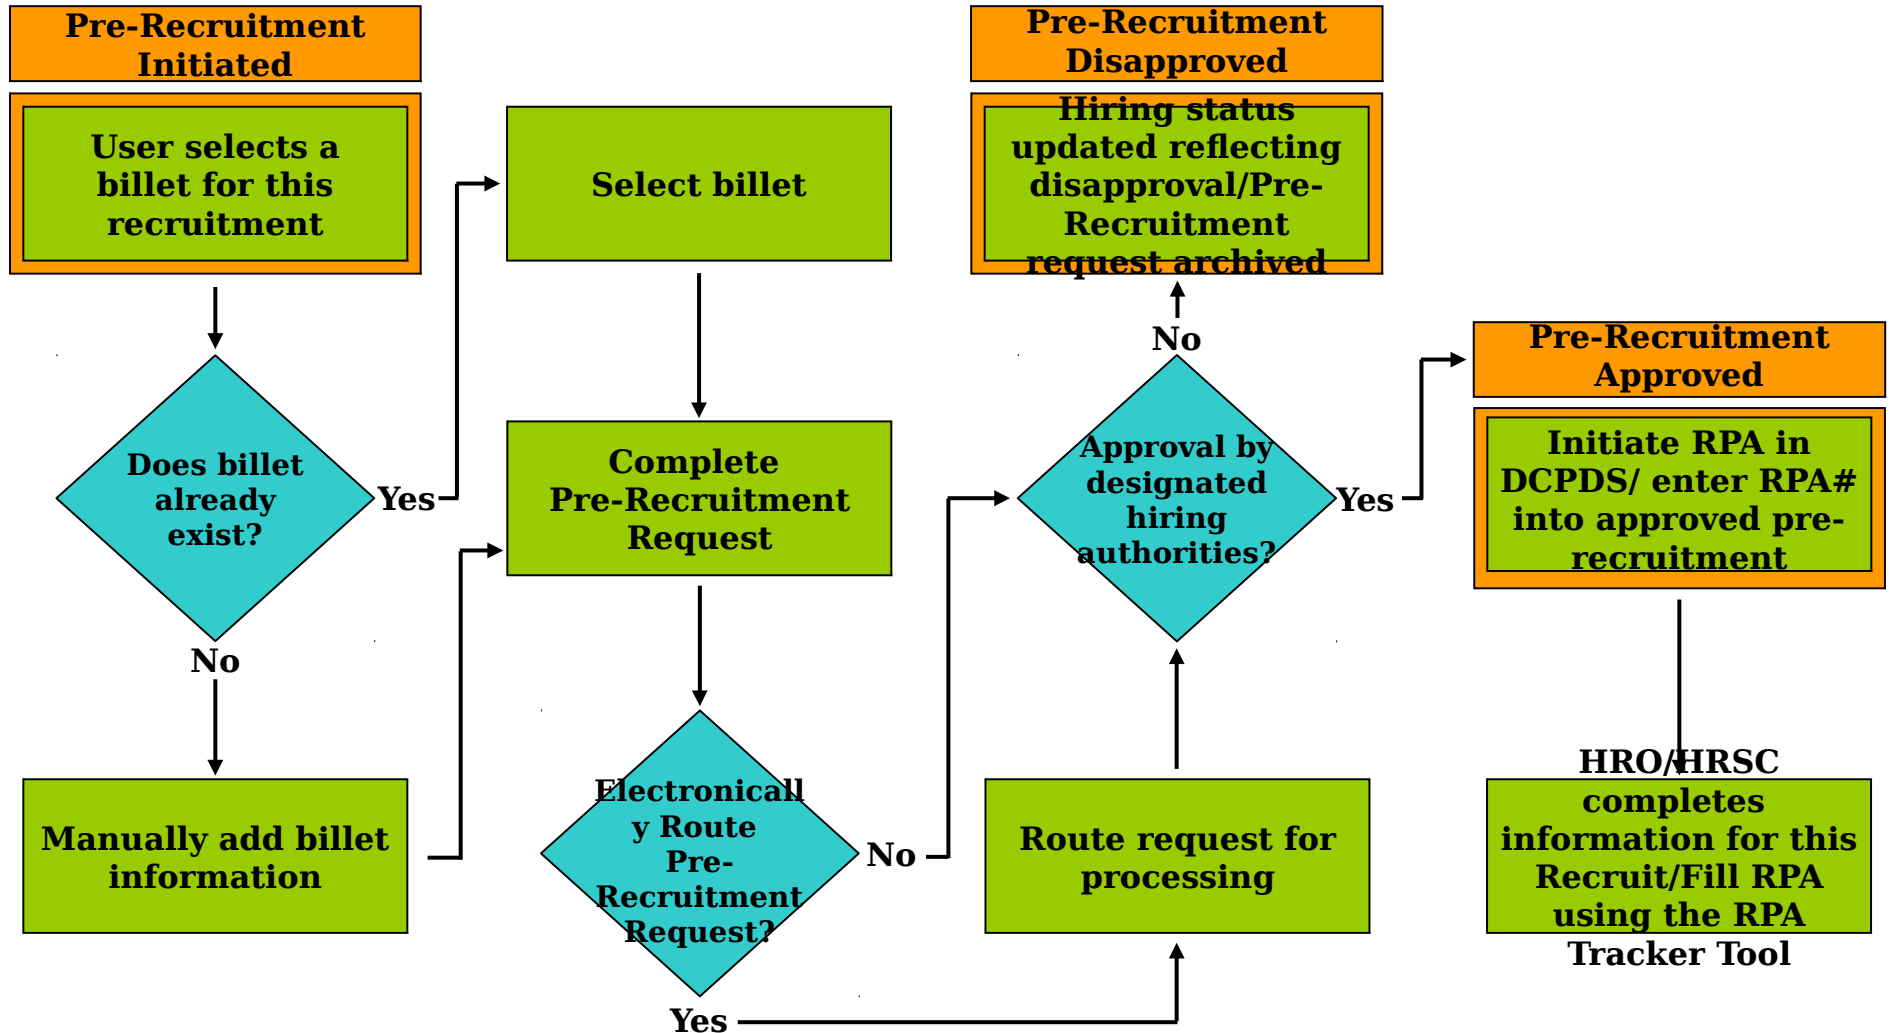 Pre-Recruitment
Initiated
User selects a
billet for this
recruitment
Does billet
already
exist?
Yes
No
Manually add billet
information
Select billet
Complete
Pre-Recruitment
Request
Electronicall
y Route
Pre-
Recruitment
Request?
No
Yes
Pre-Recruitment
Disapproved
Hiring status
updated reflecting
disapproval/Pre-
Recruitment
request archived
No
Approval by
designated
hiring
authorities?
Yes
Route request for
processing
Pre-Recruitment
Approved
Initiate RPA in
DCPDS/ enter RPA#
into approved pre-
recruitment
HRO/HRSC
completes
information for this
Recruit/Fill RPA
using the RPA
Tracker Tool